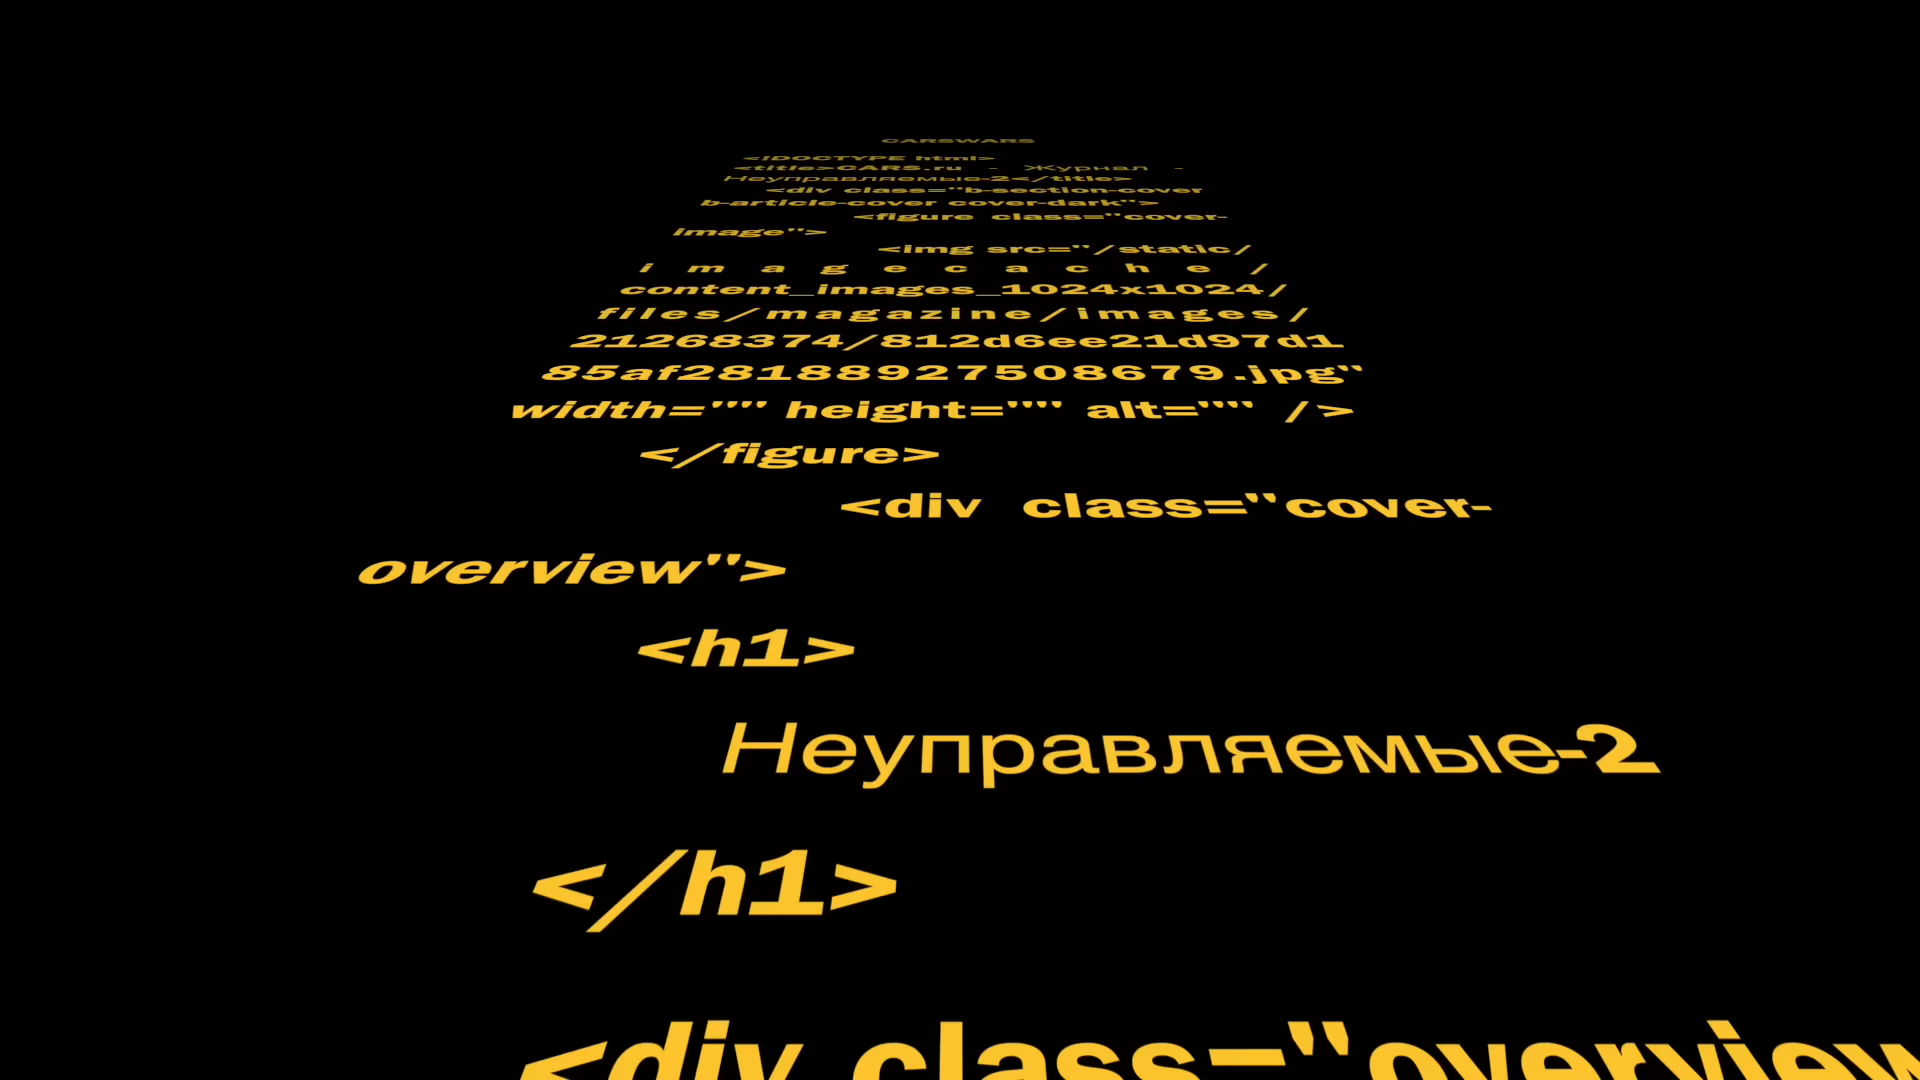 CARSWARS
<!DOCTYPE html>
<title>CARS.ru - Журнал -
Неуправляемые-2</title>
<div class="b-section-cover
b-article-cover cover-dark">
<figure class="cover-
image">
<img src="/static/
imagecache/
content_images_1024x1024/
files/magazine/images/
21268374/812d6ee21d97d1
85af28188927508679.jpg"
width="" height="" alt="" />
</figure>
<div class="cover-
overview">
<h1>
Неуправляемые-2
</h1>
<div class="overview